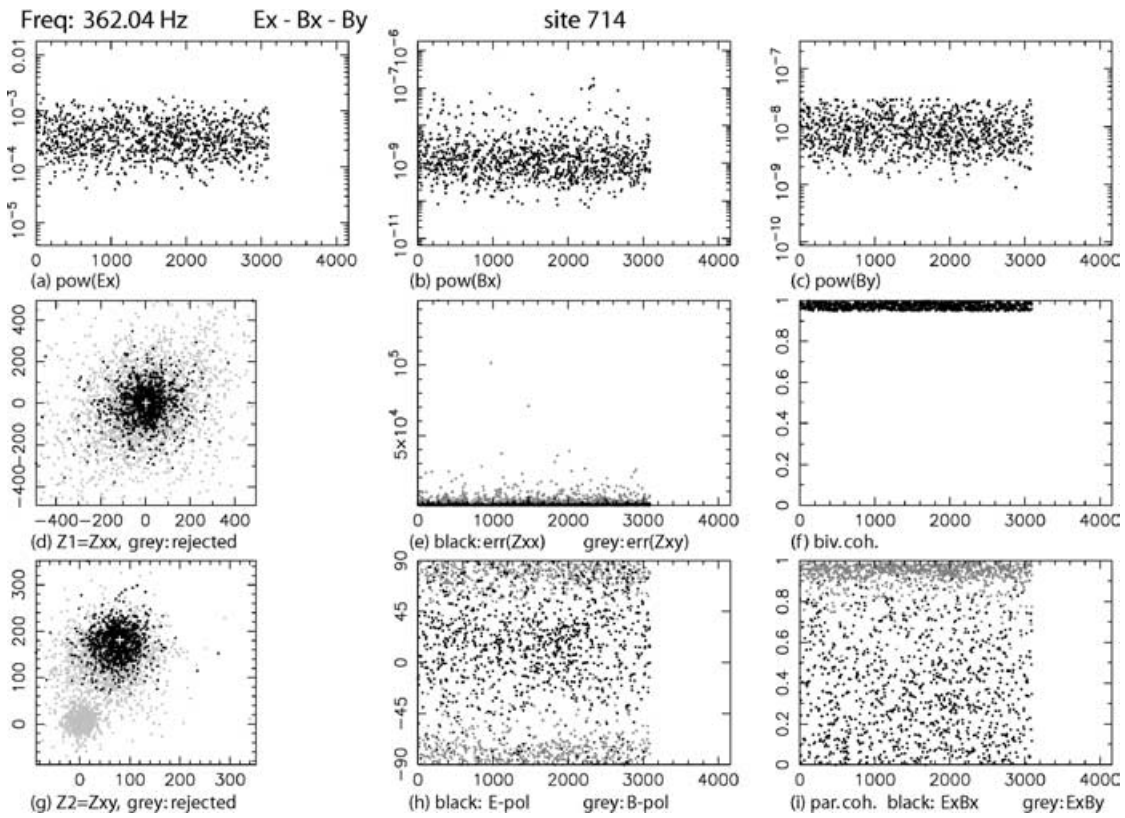 Freq: 362.04 Hz Ex - Bx - By site 714
0.01 10−3 10−4 10−5
0 1000 2000 3000 4000
(a) pow(Ex)
10−6 10−7 10−9 10−11
0 1000 2000 3000 4000
(b) pow(Bx)
10−7 10−8 10−9 10−10
0 1000 2000 3000 4000
(c) pow(By)
400 200 0 −200 −400
−400 −200 0 200 400
(d) Z1=Zxx, grey:rejected
10⁵ 5×10⁴
0 1000 2000 3000 4000
(e) black:err(Zxx) grey:err(Zxy)
1 0.8 0.6 0.4 0.2 0
0 1000 2000 3000 4000
(f) biv.coh.
300 200 100 0
0 100 200 300
(g) Z2=Zxy, grey:rejected
90 45 0 −45 −90
0 1000 2000 3000 4000
(h) black: E-pol grey:B-pol
1 0.8 0.6 0.4 0.2 0
0 1000 2000 3000 4000
(i) par.coh. black: ExBx grey:ExBy